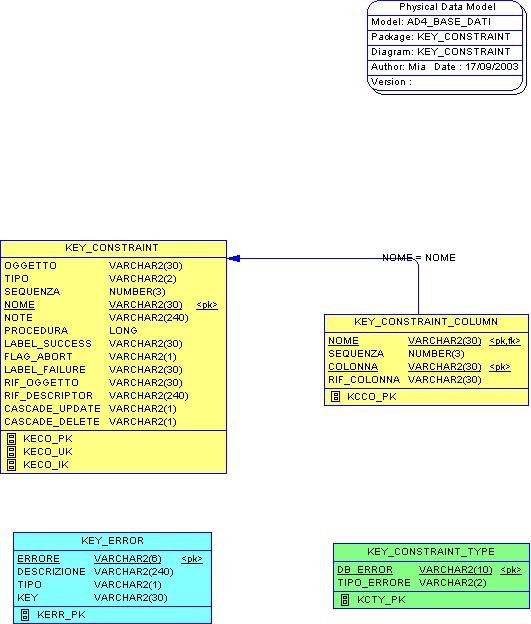 Physical Data Model
Model: AD4_BASE_DATI
Package: KEY_CONSTRAINT
Diagram: KEY_CONSTRAINT
Author: Mia Date : 17/09/2003
Version :
KEY_CONSTRAINT
OGGETTO VARCHAR2(30)
TIPO VARCHAR2(2)
SEQUENZA NUMBER(3)
NOME VARCHAR2(30) <pk>
NOTE VARCHAR2(240)
PROCEDURA LONG
LABEL_SUCCESS VARCHAR2(30)
FLAG_ABORT VARCHAR2(1)
LABEL_FAILURE VARCHAR2(30)
RIF_OGGETTO VARCHAR2(30)
RIF_DESCRIPTOR VARCHAR2(240)
CASCADE_UPDATE VARCHAR2(1)
CASCADE_DELETE VARCHAR2(1)
KECO_PK
KECO_UK
KECO_IK
NOME = NOME
KEY_CONSTRAINT_COLUMN
NOME VARCHAR2(30) <pk,fk>
SEQUENZA NUMBER(3)
COLONNA VARCHAR2(30) <pk>
RIF_COLONNA VARCHAR2(30)
KCCO_PK
KEY_ERROR
ERRORE VARCHAR2(6) <pk>
DESCRIZIONE VARCHAR2(240)
TIPO VARCHAR2(1)
KEY VARCHAR2(30)
KERR_PK
KEY_CONSTRAINT_TYPE
DB_ERROR VARCHAR2(10) <pk>
TIPO_ERRORE VARCHAR2(2)
KCTY_PK